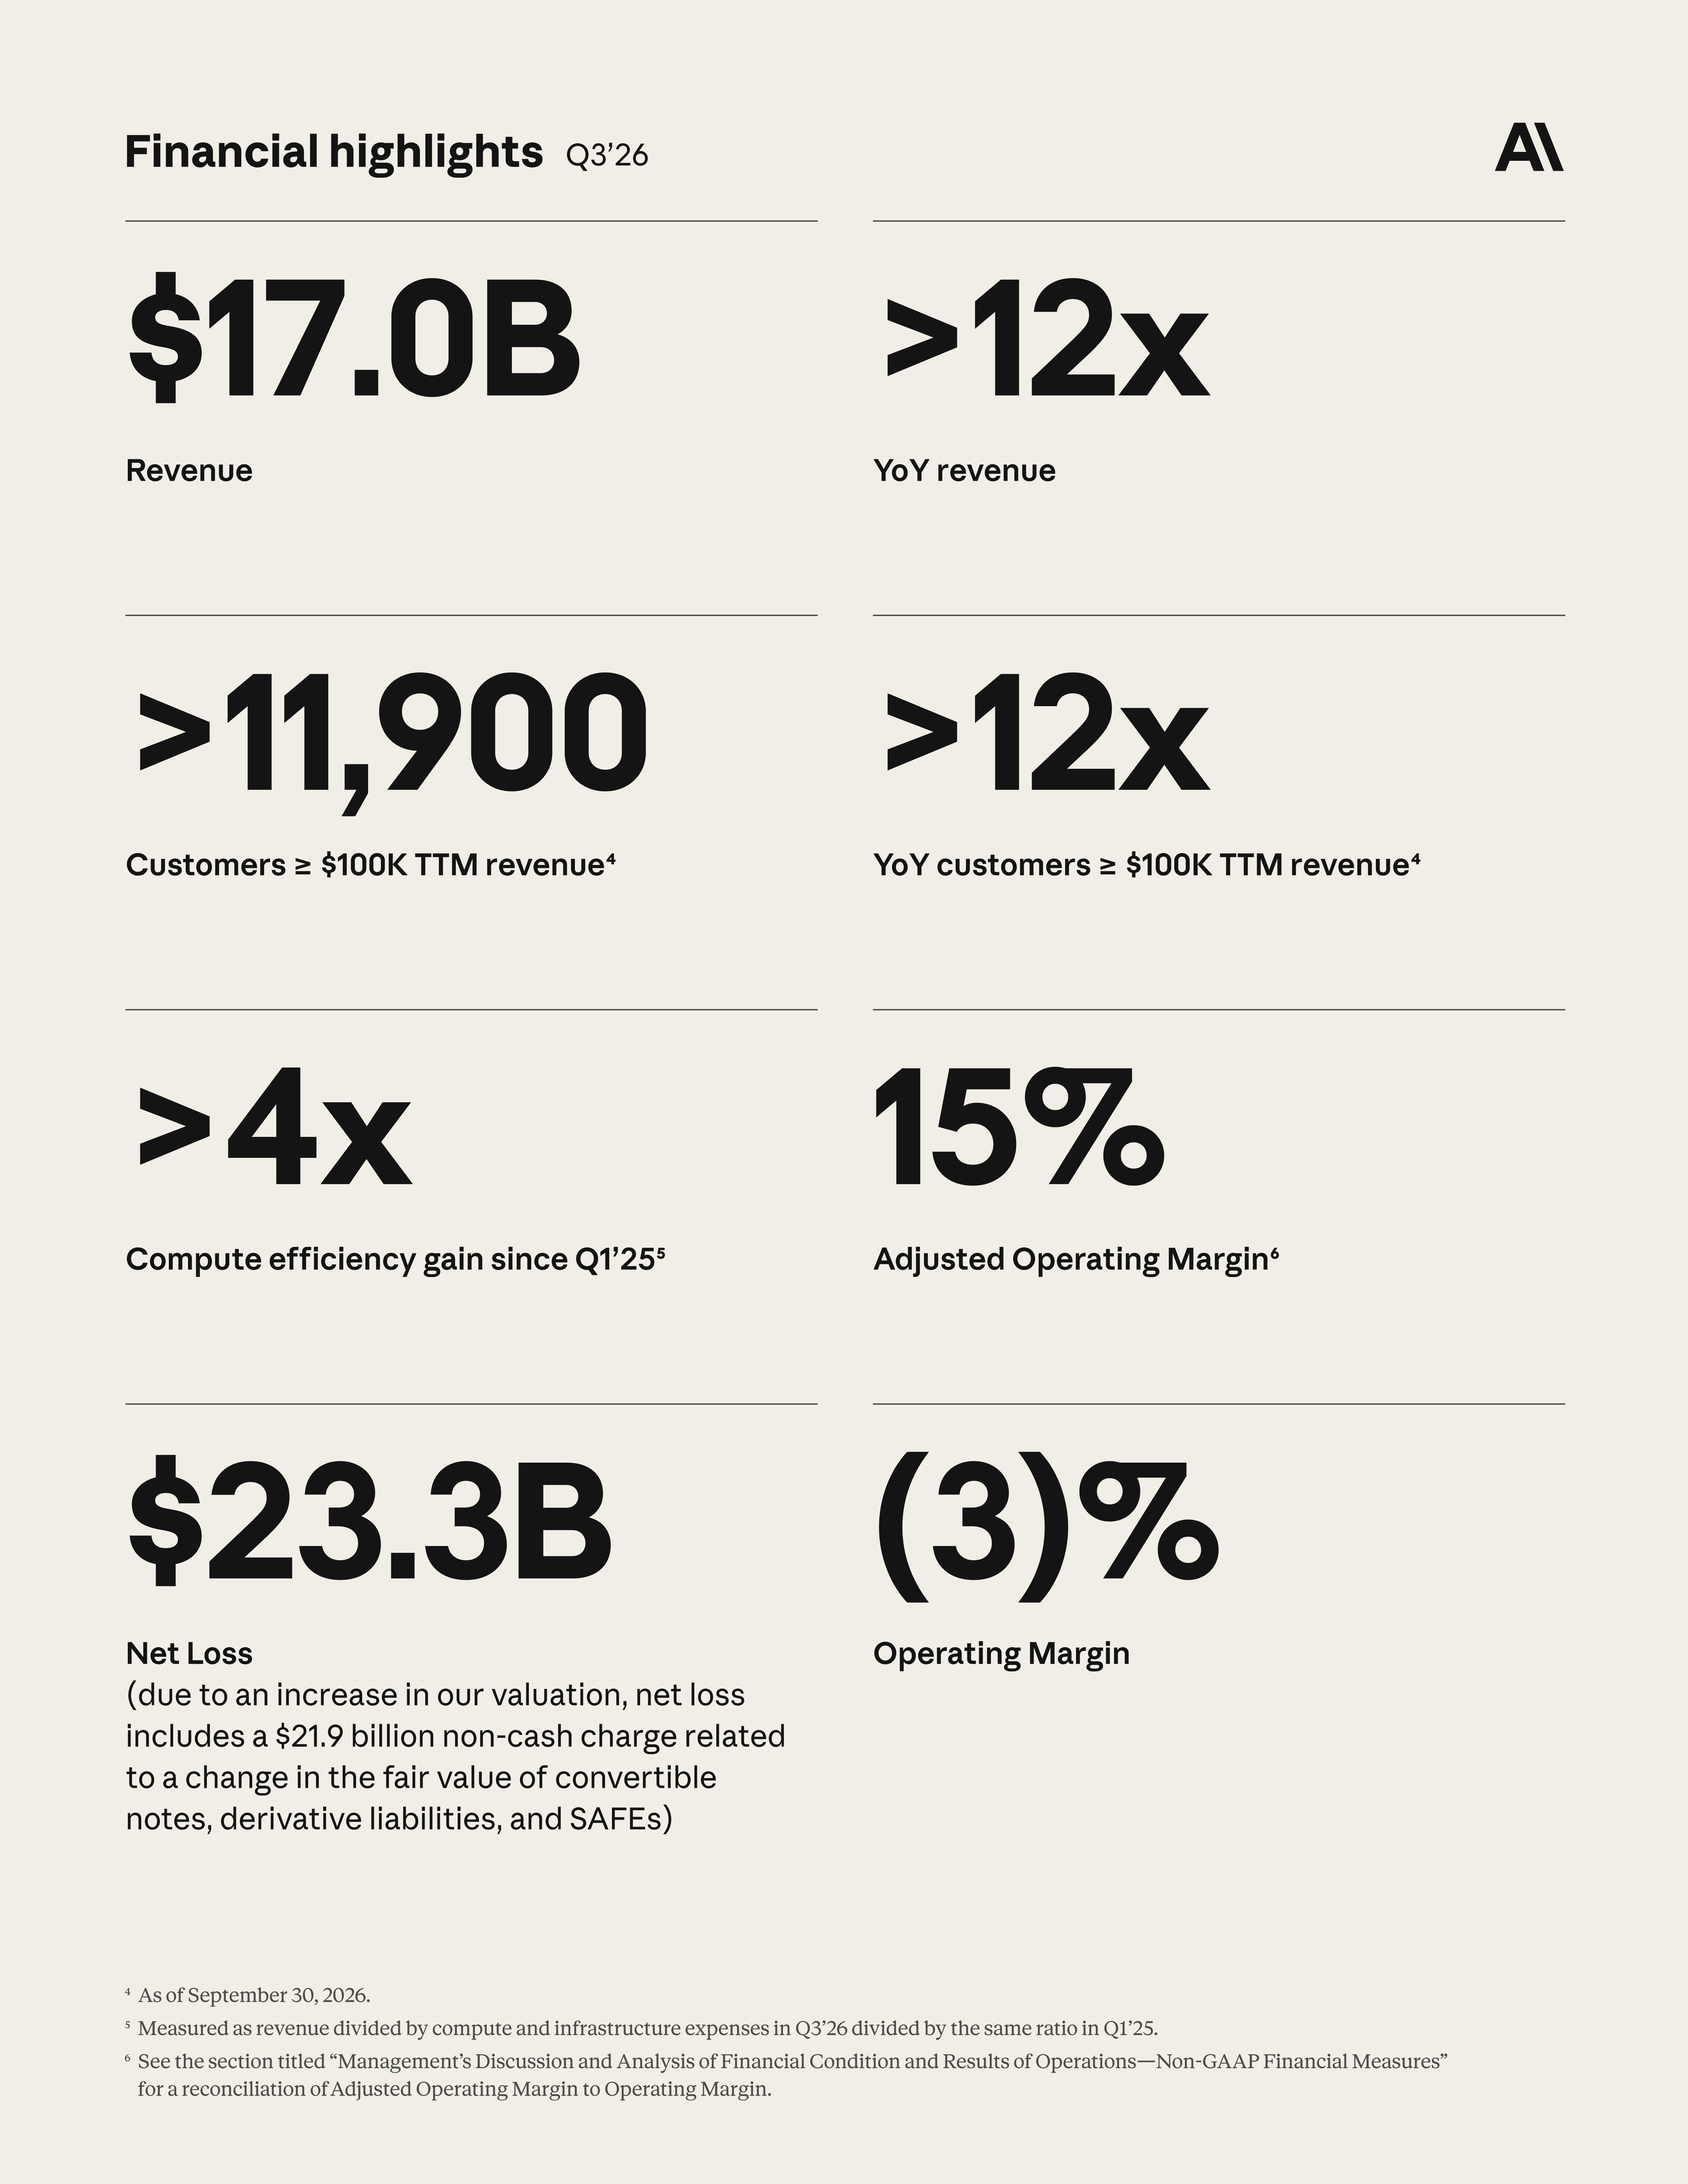 Financial highlights Q3’26
A\
$17.0B
Revenue
>12x
YoY revenue
>11,900
Customers ≥ $100K TTM revenue⁴
>12x
YoY customers ≥ $100K TTM revenue⁴
>4x
Compute efficiency gain since Q1’25⁵
15%
Adjusted Operating Margin⁶
$23.3B
Net Loss
(due to an increase in our valuation, net loss
includes a $21.9 billion non-cash charge related
to a change in the fair value of convertible
notes, derivative liabilities, and SAFEs)
(3)%
Operating Margin
⁴ As of September 30, 2026.
⁵ Measured as revenue divided by compute and infrastructure expenses in Q3’26 divided by the same ratio in Q1’25.
⁶ See the section titled “Management’s Discussion and Analysis of Financial Condition and Results of Operations—Non-GAAP Financial Measures”
for a reconciliation of Adjusted Operating Margin to Operating Margin.